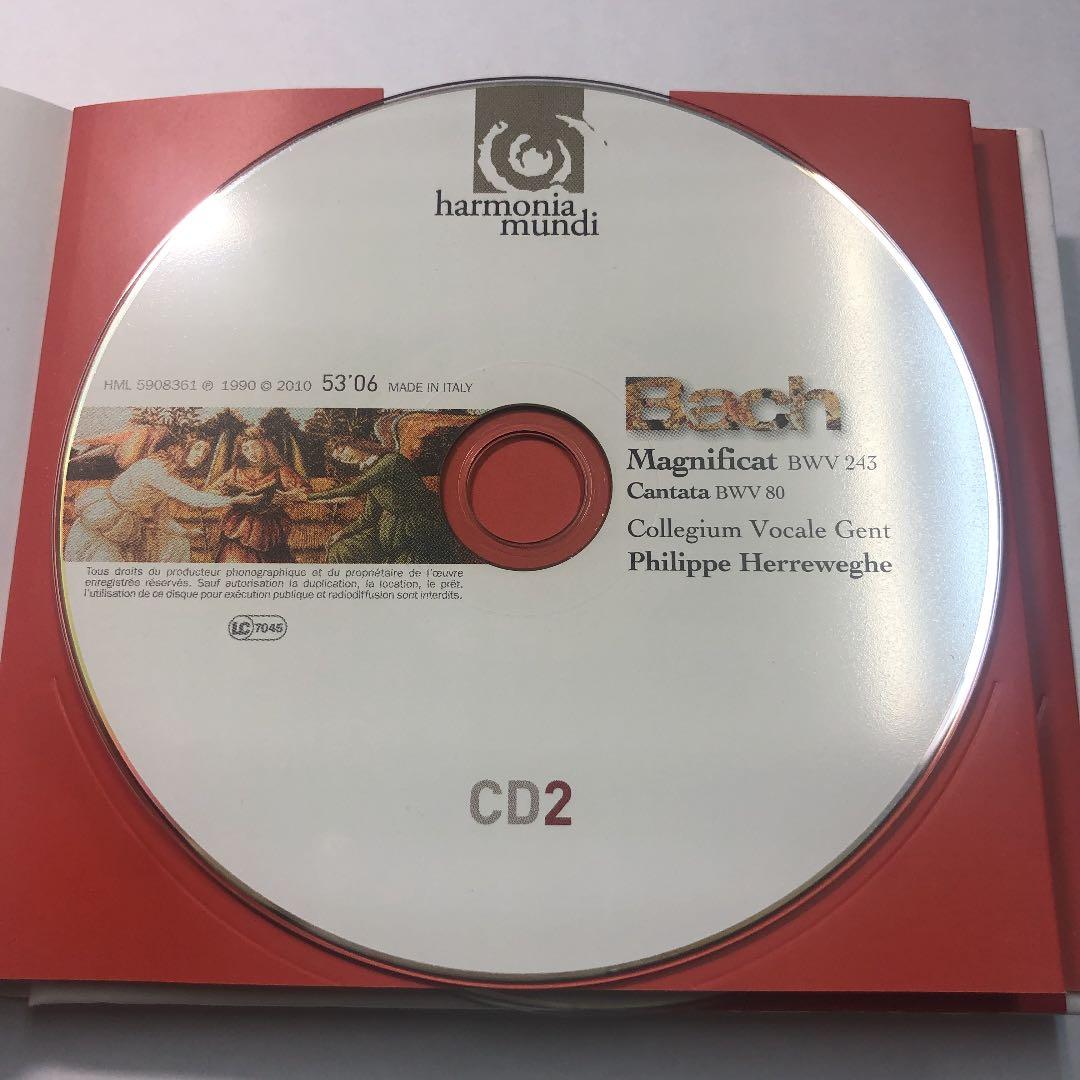 harmonia
mundi
HML 5908361 ℗ 1990 © 2010 53'06 MADE IN ITALY
Bach
Magnificat BWV 243
Cantata BWV 80
Collegium Vocale Gent
Philippe Herreweghe
Tous droits du producteur phonographique et du propriétaire de l'œuvre
enregistrée réservés. Sauf autorisation la duplication, la location, le prêt,
l'utilisation de ce disque pour exécution publique et radiodiffusion sont interdits.
LC 7045
CD2